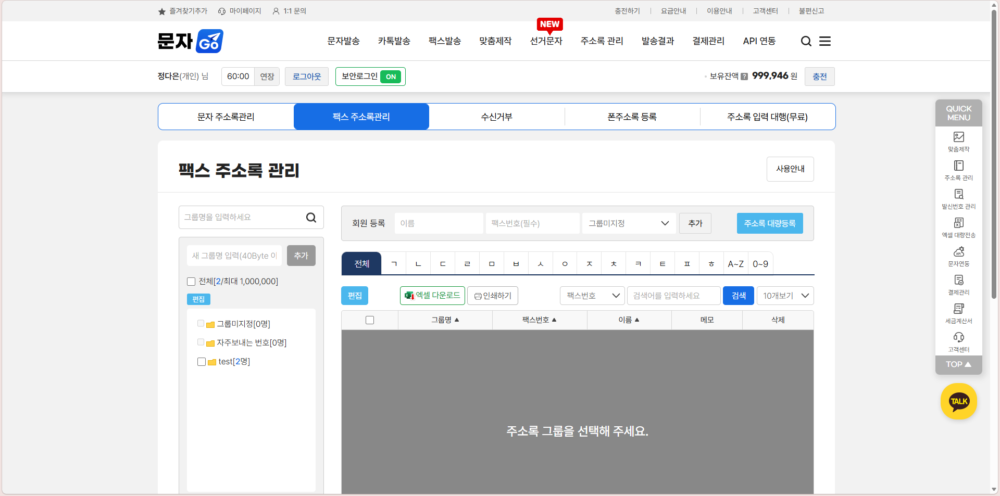 즐겨찾기추가 마이페이지 1:1 문의 충전하기 요금안내 이용안내 고객센터 불편신고
NEW
문자Go 문자발송 카톡발송 팩스발송 맞춤제작 선거문자 주소록 관리 발송결과 결제관리 API 연동
정다은(개인) 님 60:00 연장 로그아웃 보안로그인 ON 보유잔액 ? 999,946 원 충전
문자 주소록관리 팩스 주소록관리 수신거부 폰주소록 등록 주소록 입력 대행(무료)
팩스 주소록 관리 사용안내
그룹명을 입력하세요
새 그룹명 입력(40Byte 이 추가
전체[2/최대 1,000,000]
편집
그룹미지정[0명]
자주보내는 번호[0명]
test[2명]
회원 등록 이름 팩스번호(필수) 그룹미지정 추가 주소록 대량등록
전체 ㄱ ㄴ ㄷ ㄹ ㅁ ㅂ ㅅ ㅇ ㅈ ㅊ ㅋ ㅌ ㅍ ㅎ A~Z 0~9
편집 엑셀 다운로드 인쇄하기 팩스번호 검색어를 입력하세요 검색 10개보기
그룹명▲ 팩스번호▲ 이름▲ 메모 삭제
주소록 그룹을 선택해 주세요.
QUICK
MENU
맞춤제작
주소록 관리
발신번호 관리
엑셀 대량전송
API
문자연동
결제관리
세금계산서
고객센터
TOP ▲
TALK